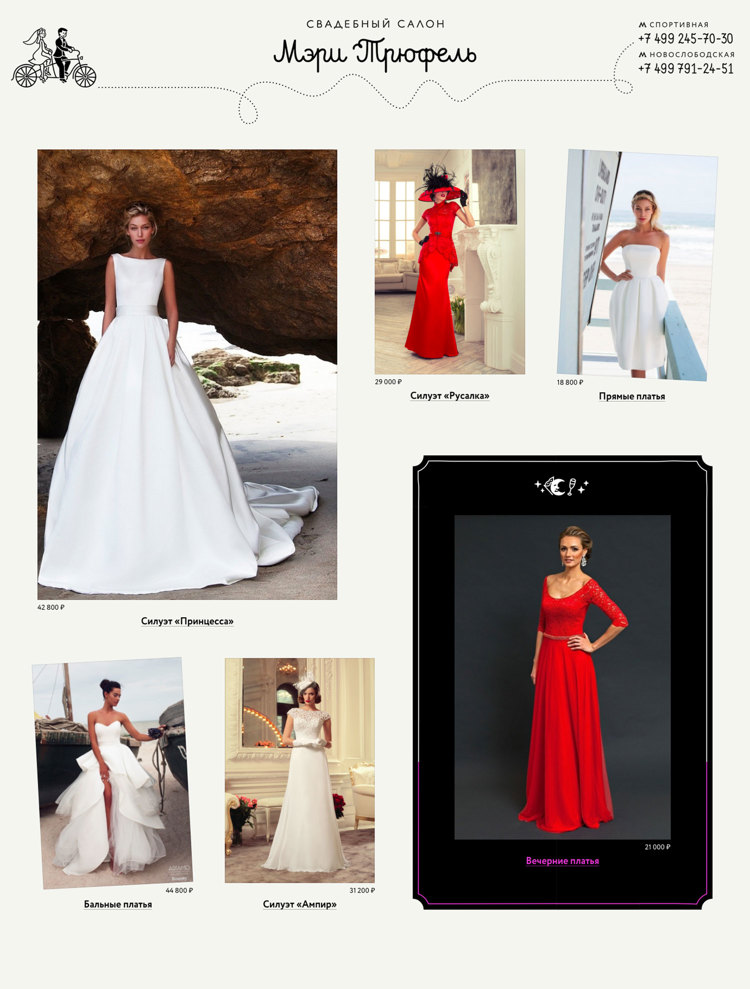 СВАДЕБНЫЙ САЛОН
Мэри Трюфель
СПОРТИВНАЯ
+7 499 245-70-30
НОВОСЛОБОДСКАЯ
+7 499 791-24-51
29 000 ₽
Силуэт «Русалка»
18 800 ₽
Прямые платья
42 800 ₽
Силуэт «Принцесса»
21 000 ₽
Вечерние платья
44 800 ₽
Бальные платья
31 200 ₽
Силуэт «Ампир»